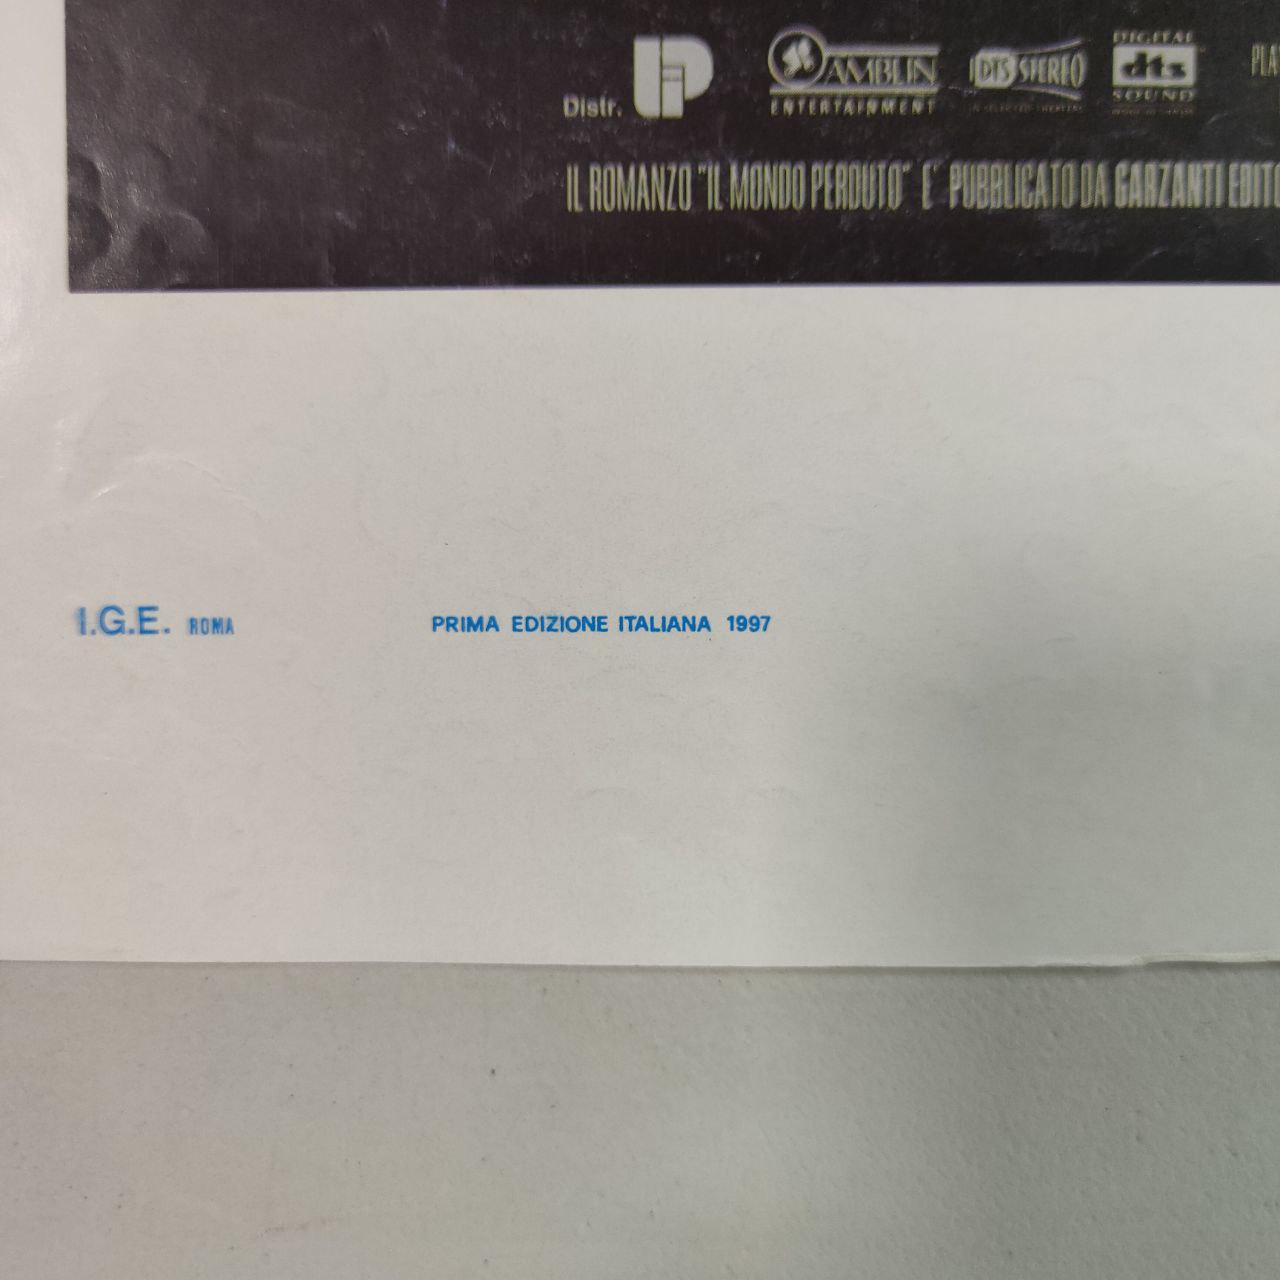 Distr. UIP
AMBLIN
ENTERTAINMENT
DTS STEREO
DIGITAL
dts
SOUND
IL ROMANZO "IL MONDO PERDUTO" E' PUBBLICATO DA GARZANTI
I.G.E. ROMA PRIMA EDIZIONE ITALIANA 1997